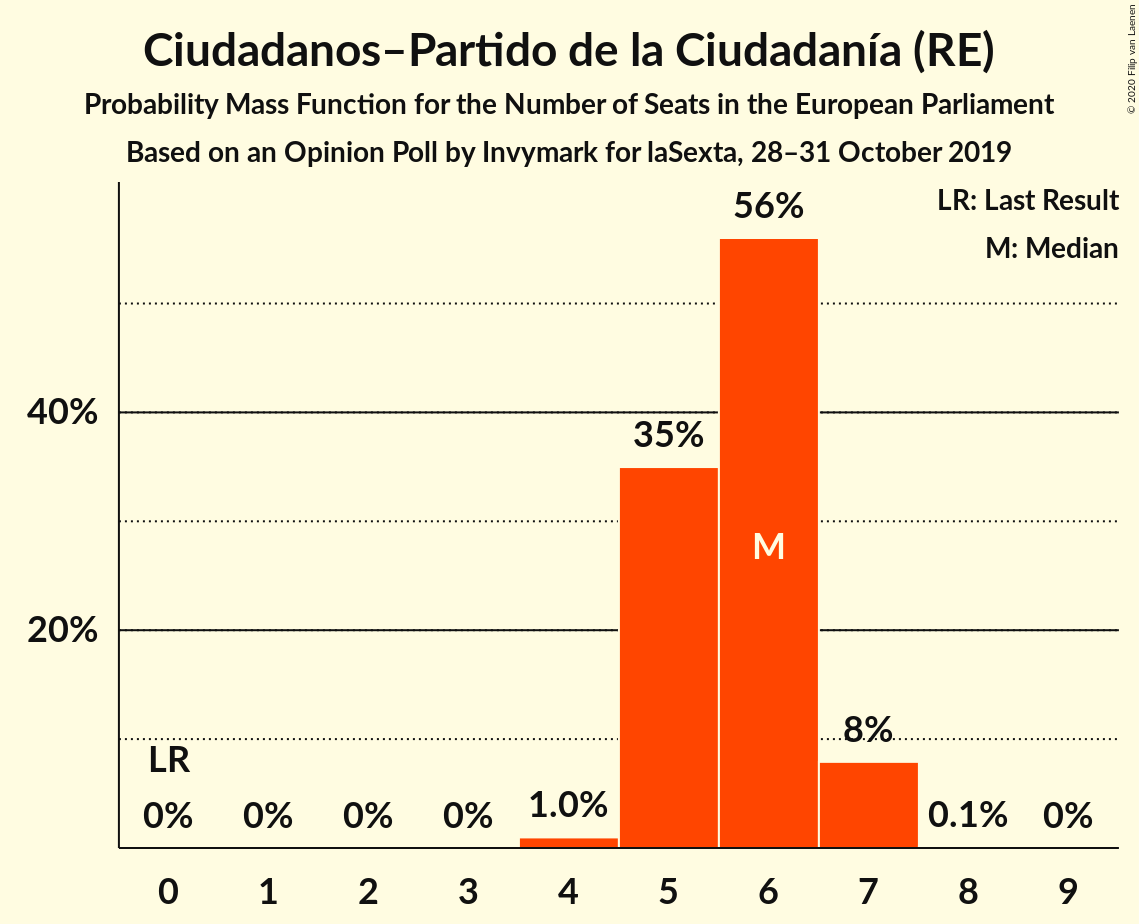 Ciudadanos–Partido de la Ciudadanía (RE)
Probability Mass Function for the Number of Seats in the European Parliament
Based on an Opinion Poll by Invymark for laSexta, 28–31 October 2019
© 2020 Filip van Laenen
LR: Last Result
M: Median
56%
40%
35%
M
20%
8%
LR
0% 0% 0% 0% 1.0% 0.1% 0%
0 1 2 3 4 5 6 7 8 9